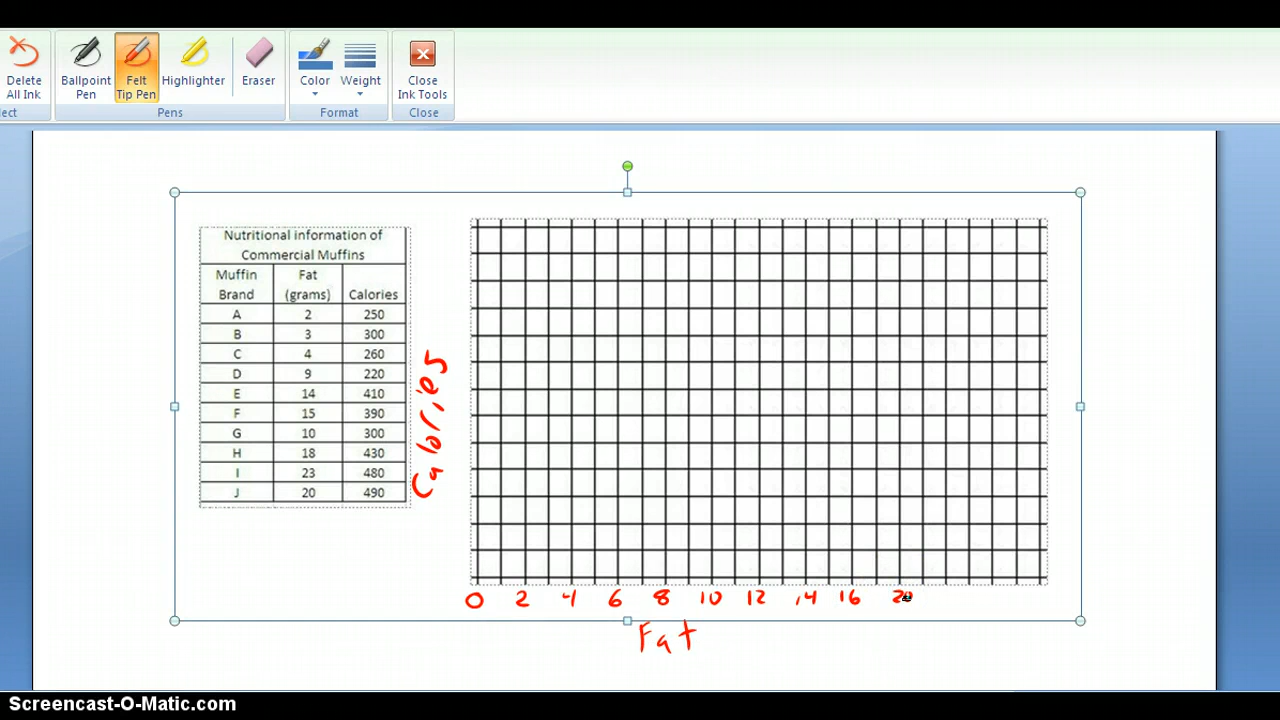 Delete
All Ink
Ballpoint
Pen
Felt
Tip Pen
Highlighter
Eraser
Color
Weight
Close
Ink Tools
lect
Pens
Format
Close
Nutritional information of
Commercial Muffins
Muffin Brand Fat (grams) Calories
A 2 250
B 3 300
C 4 260
D 9 220
E 14 410
F 15 390
G 10 300
H 18 430
I 23 480
J 20 490
Calories
0 2 4 6 8 10 12 14 16 20
Fat
Screencast-O-Matic.com